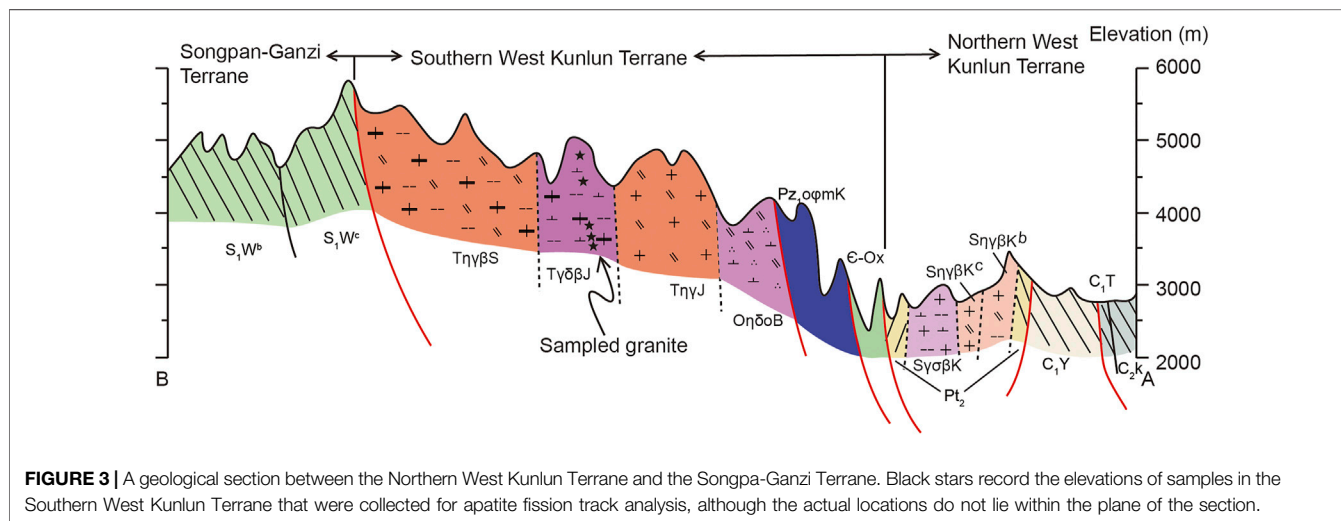 Songpan-Ganzi
Terrane
Southern West Kunlun Terrane
Northern West
Kunlun Terrane
Elevation (m)
6000
5000
4000
3000
2000
S₁Wᵇ
S₁Wᶜ
TηγβS
TγδβJ
TηγJ
OηδoB
Pz₁oφmK
Є-Ox
SηγβKᶜ
SηγβKᵇ
C₁T
Sampled granite
SγσβK
Pt₂
C₁Y
C₂k
B
A
FIGURE 3 | A geological section between the Northern West Kunlun Terrane and the Songpa-Ganzi Terrane. Black stars record the elevations of samples in the
Southern West Kunlun Terrane that were collected for apatite fission track analysis, although the actual locations do not lie within the plane of the section.